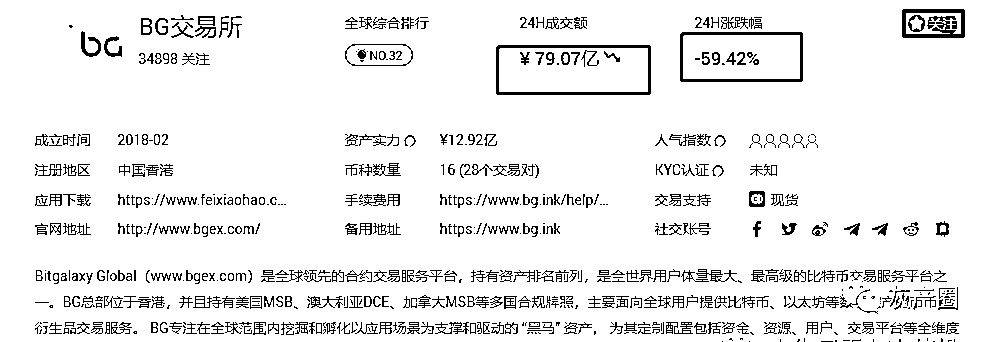 bg BG交易所 全球综合排行 24H成交额 24H涨跌幅 关注
34898 关注 NO.32 ¥79.07亿 -59.42%
成立时间 2018-02 资产实力 ¥12.92亿 人气指数
注册地区 中国香港 币种数量 16 (28个交易对) KYC认证 未知
应用下载 https://www.feixiaohao.c... 手续费用 https://www.bg.ink/help/... 交易支持 现货
官网地址 http://www.bgex.com/ 备用地址 https://www.bg.ink 社交账号
Bitgalaxy Global（www.bgex.com）是全球领先的合约交易服务平台，持有资产排名前列，是全世界用户体量最大、最高级的比特币交易服务平台之
一。BG总部位于香港，并且持有美国MSB、澳大利亚DCE、加拿大MSB等多国合规牌照，主要面向全球用户提供比特币、以太坊等数
灰产圈
衍生品交易服务。 BG专注在全球范围内挖掘和孵化以应用场景为支撑和驱动的“黑马”资产， 为其定制配置包括资金、资源、用户、交易平台等全维度